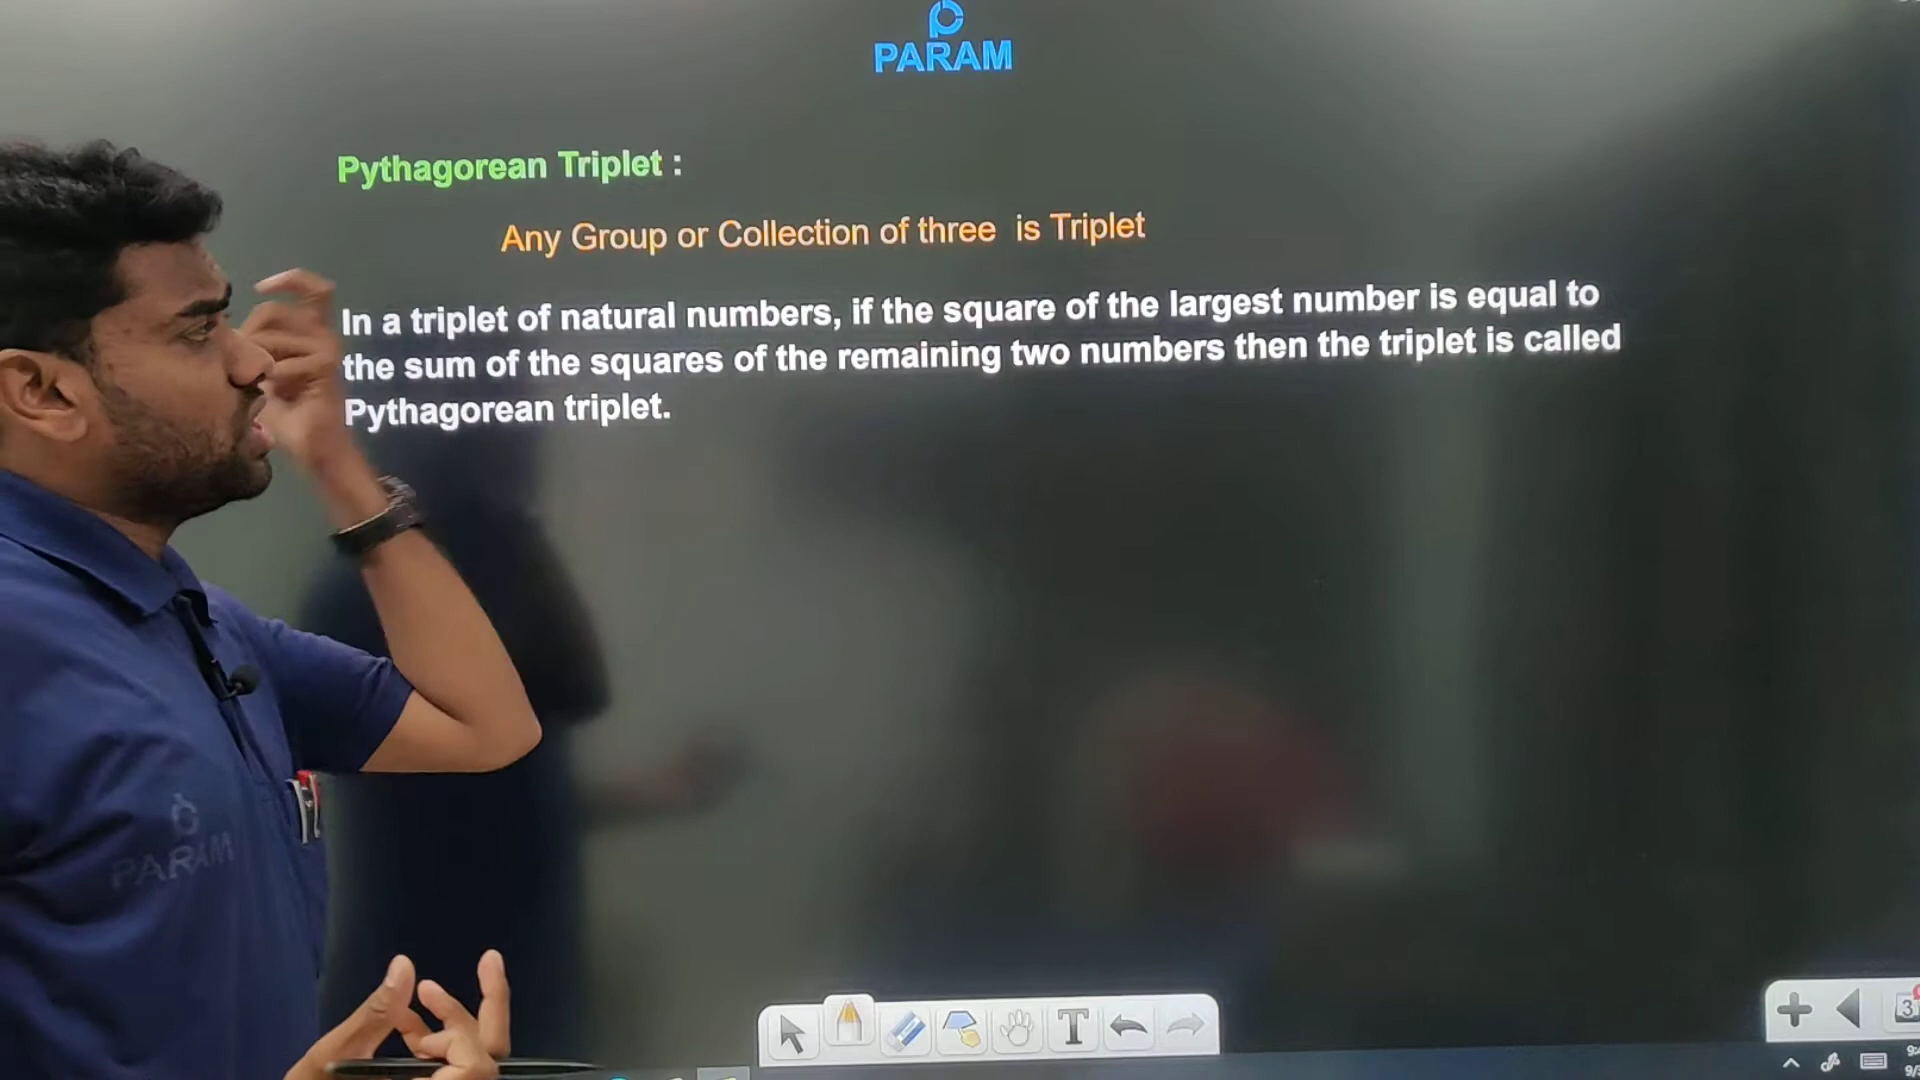 PARAM
Pythagorean Triplet :
Any Group or Collection of three is Triplet
In a triplet of natural numbers, if the square of the largest number is equal to
the sum of the squares of the remaining two numbers then the triplet is called
Pythagorean triplet.
PARAM
T
3